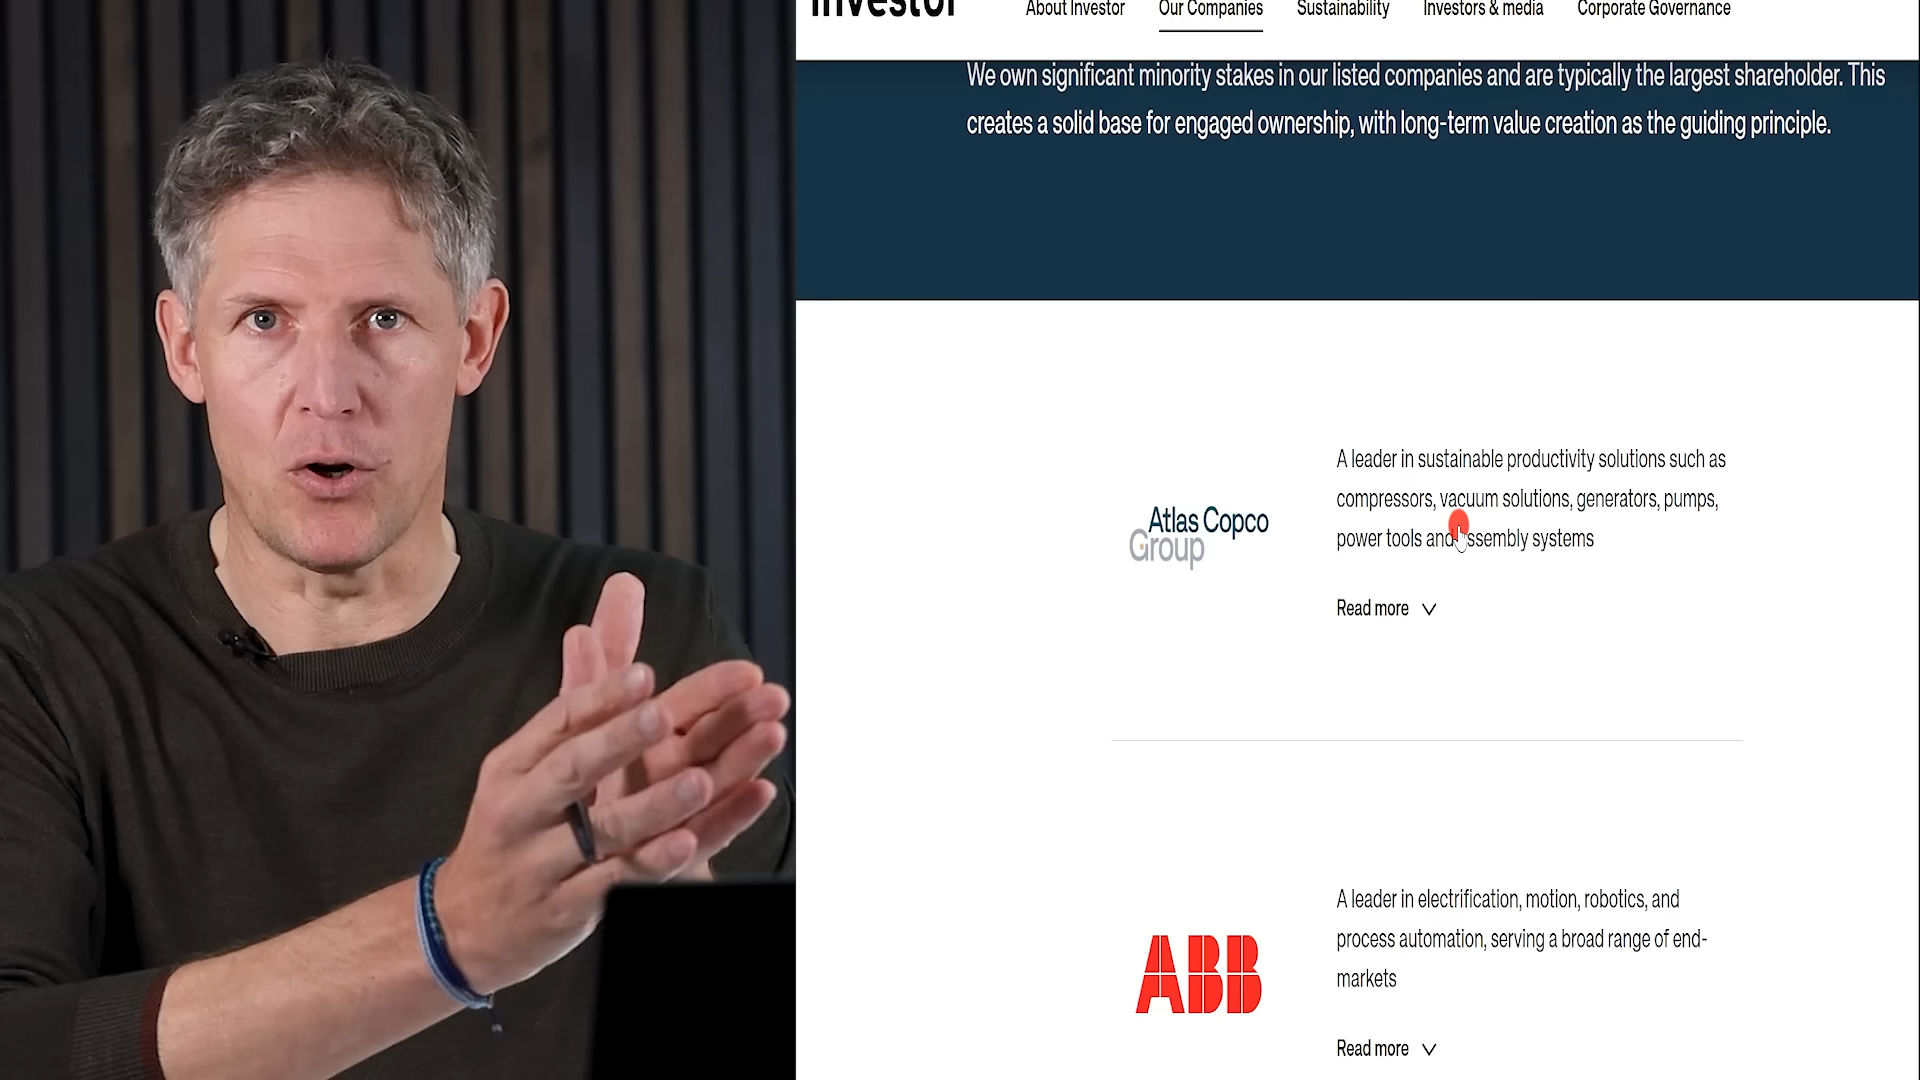 Investor
About Investor Our Companies Sustainability Investors & media Corporate Governance
We own significant minority stakes in our listed companies and are typically the largest shareholder. This
creates a solid base for engaged ownership, with long-term value creation as the guiding principle.
Atlas Copco
Group
A leader in sustainable productivity solutions such as
compressors, vacuum solutions, generators, pumps,
power tools and assembly systems
Read more
ABB
A leader in electrification, motion, robotics, and
process automation, serving a broad range of end-
markets
Read more